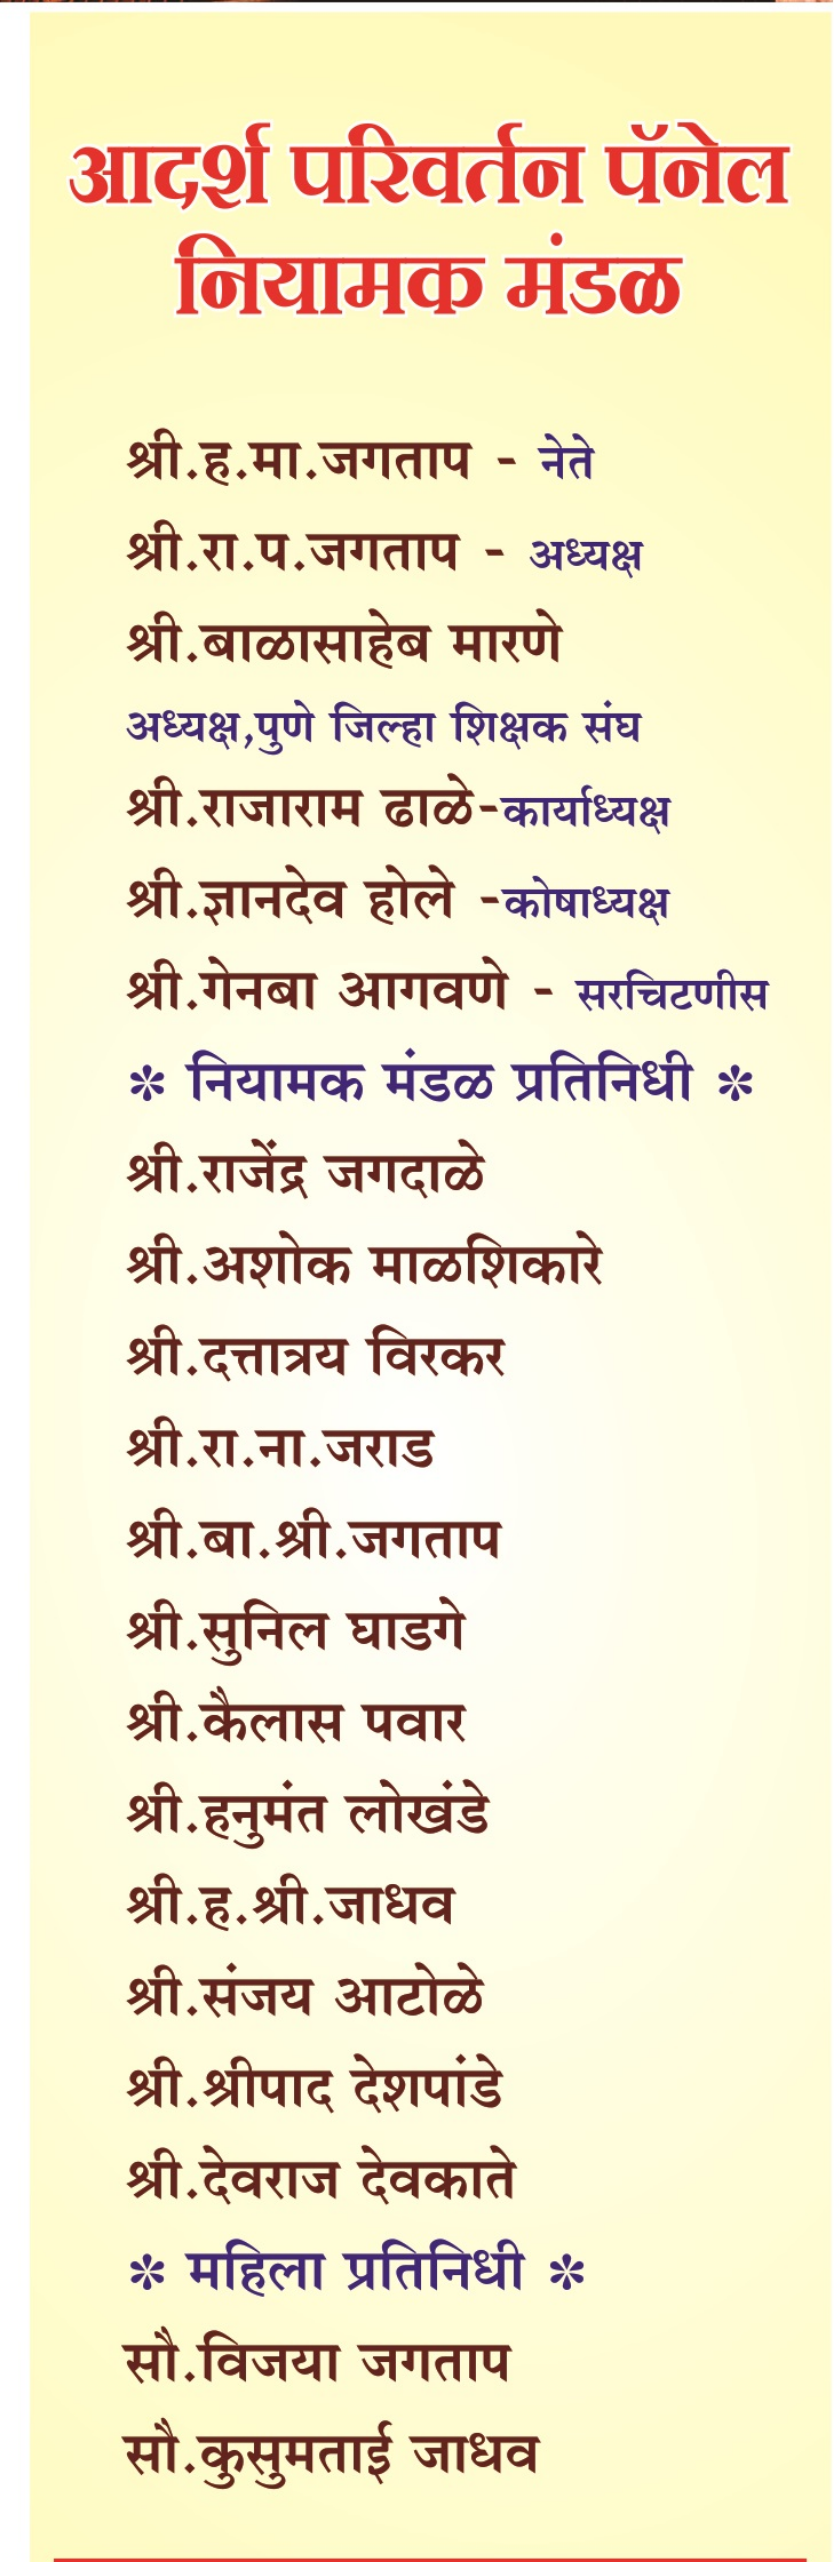 आदर्श परिवर्तन पॅनेल
नियामक मंडळ
श्री.ह.मा.जगताप - नेते
श्री.रा.प.जगताप - अध्यक्ष
श्री.बाळासाहेब मारणे
अध्यक्ष,पुणे जिल्हा शिक्षक संघ
श्री.राजाराम ढाळे-कार्याध्यक्ष
श्री.ज्ञानदेव होले -कोषाध्यक्ष
श्री.गेनबा आगवणे - सरचिटणीस
* नियामक मंडळ प्रतिनिधी *
श्री.राजेंद्र जगदाळे
श्री.अशोक माळशिकारे
श्री.दत्तात्रय विरकर
श्री.रा.ना.जराड
श्री.बा.श्री.जगताप
श्री.सुनिल घाडगे
श्री.कैलास पवार
श्री.हनुमंत लोखंडे
श्री.ह.श्री.जाधव
श्री.संजय आटोळे
श्री.श्रीपाद देशपांडे
श्री.देवराज देवकाते
* महिला प्रतिनिधी *
सौ.विजया जगताप
सौ.कुसुमताई जाधव